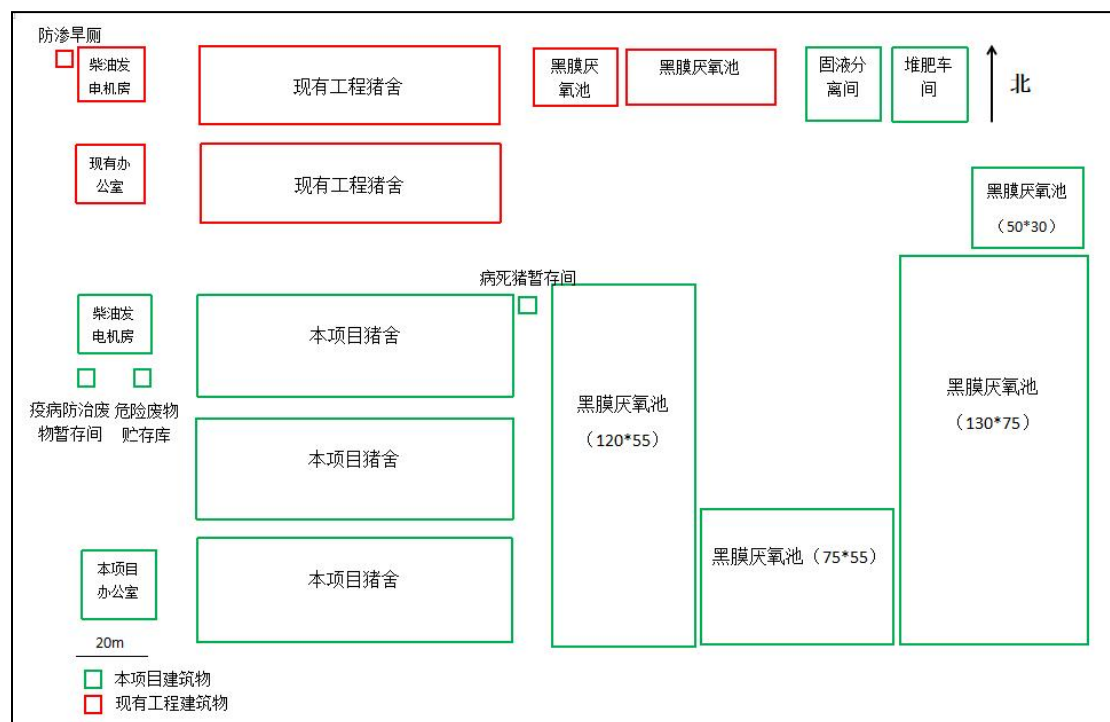 防渗旱厕
柴油发
电机房
现有工程猪舍
黑膜厌
氧池
黑膜厌氧池
固液分
离间
堆肥车
间
北
现有办
公室
现有工程猪舍
黑膜厌氧池
（50*30）
病死猪暂存间
柴油发
电机房
本项目猪舍
黑膜厌氧池
（120*55）
黑膜厌氧池
（130*75）
疫病防治废
物暂存间
危险废物
贮存库
本项目猪舍
黑膜厌氧池（75*55）
本项目
办公室
本项目猪舍
20m
本项目建筑物
现有工程建筑物